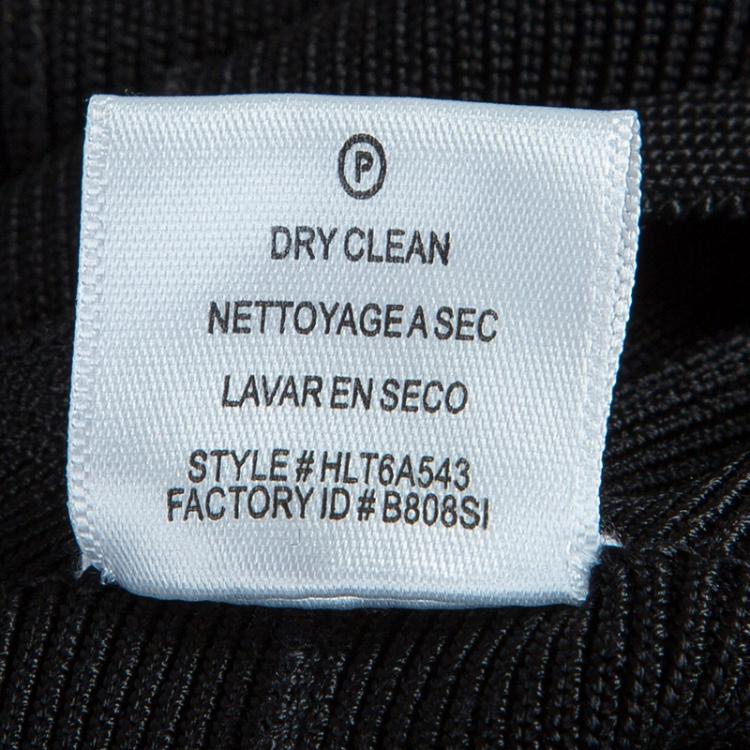 P
DRY CLEAN
NETTOYAGE A SEC
LAVAR EN SECO
STYLE # HLT6A543
FACTORY ID # B808SI